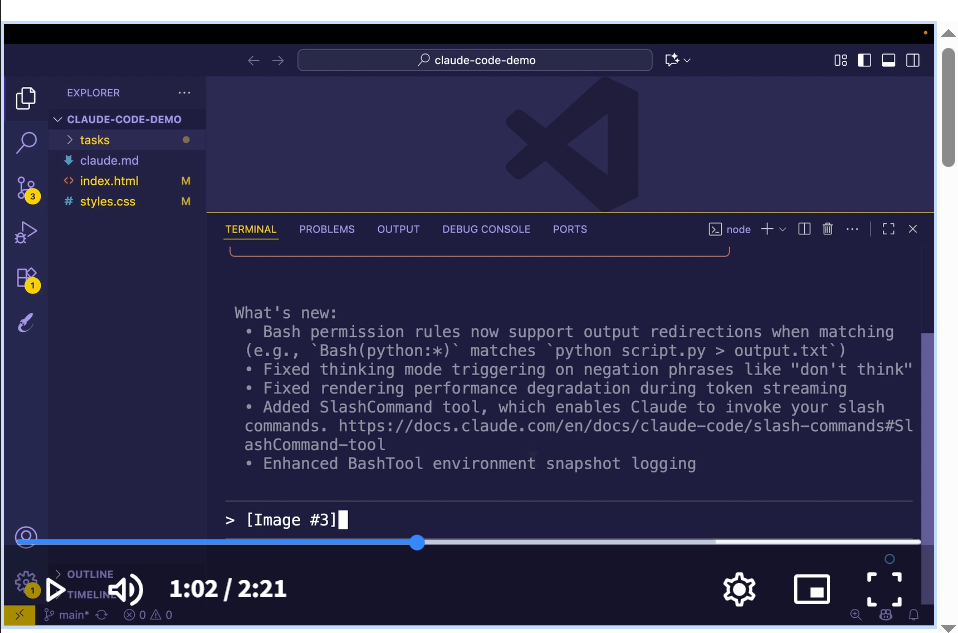 claude-code-demo
EXPLORER
CLAUDE-CODE-DEMO
tasks
claude.md
<> index.html M
# styles.css M
3
1
TERMINAL PROBLEMS OUTPUT DEBUG CONSOLE PORTS
node
What's new:
• Bash permission rules now support output redirections when matching
(e.g., `Bash(python:*)` matches `python script.py > output.txt`)
• Fixed thinking mode triggering on negation phrases like "don't think"
• Fixed rendering performance degradation during token streaming
• Added SlashCommand tool, which enables Claude to invoke your slash
commands. https://docs.claude.com/en/docs/claude-code/slash-commands#Sl
ashCommand-tool
• Enhanced BashTool environment snapshot logging
> [Image #3]
OUTLINE
TIMELINE
1
1:02 / 2:21
main* 0 0